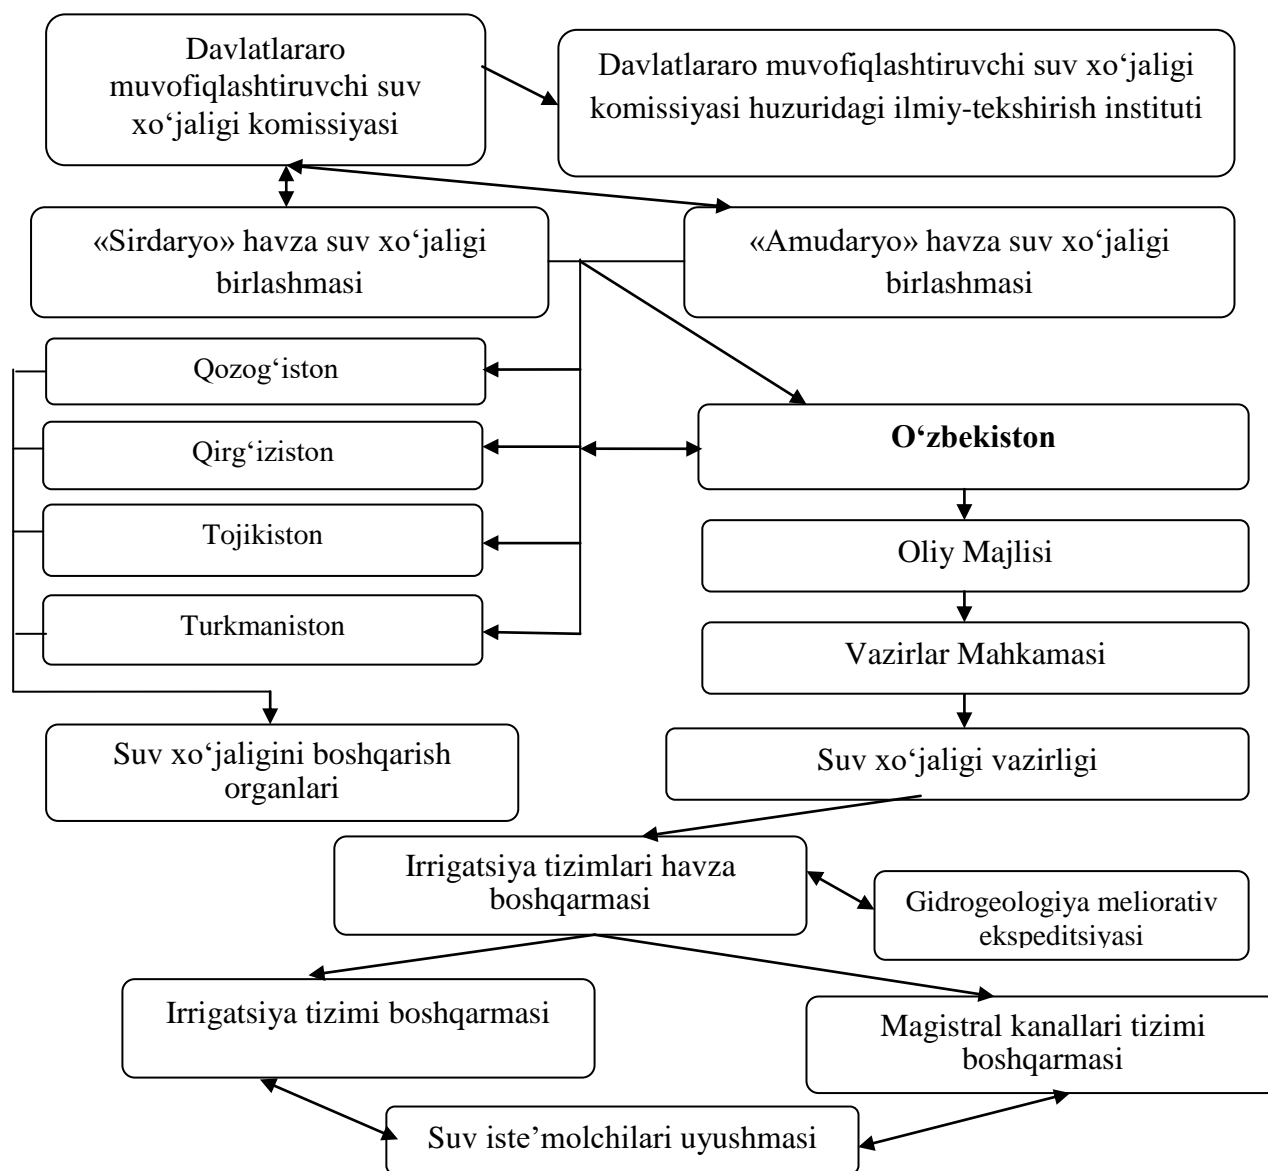 Davlatlararo
muvofiqlashtiruvchi suv
xo‘jaligi komissiyasi
Davlatlararo muvofiqlashtiruvchi suv xo‘jaligi
komissiyasi huzuridagi ilmiy-tekshirish instituti
«Sirdaryo» havza suv xo‘jaligi
birlashmasi
«Amudaryo» havza suv xo‘jaligi
birlashmasi
Qozog‘iston
Qirg‘iziston
Tojikiston
Turkmaniston
Suv xo‘jaligini boshqarish
organlari
O‘zbekiston
Oliy Majlisi
Vazirlar Mahkamasi
Suv xo‘jaligi vazirligi
Irrigatsiya tizimlari havza
boshqarmasi
Gidrogeologiya meliorativ
ekspeditsiyasi
Irrigatsiya tizimi boshqarmasi
Magistral kanallari tizimi
boshqarmasi
Suv iste’molchilari uyushmasi